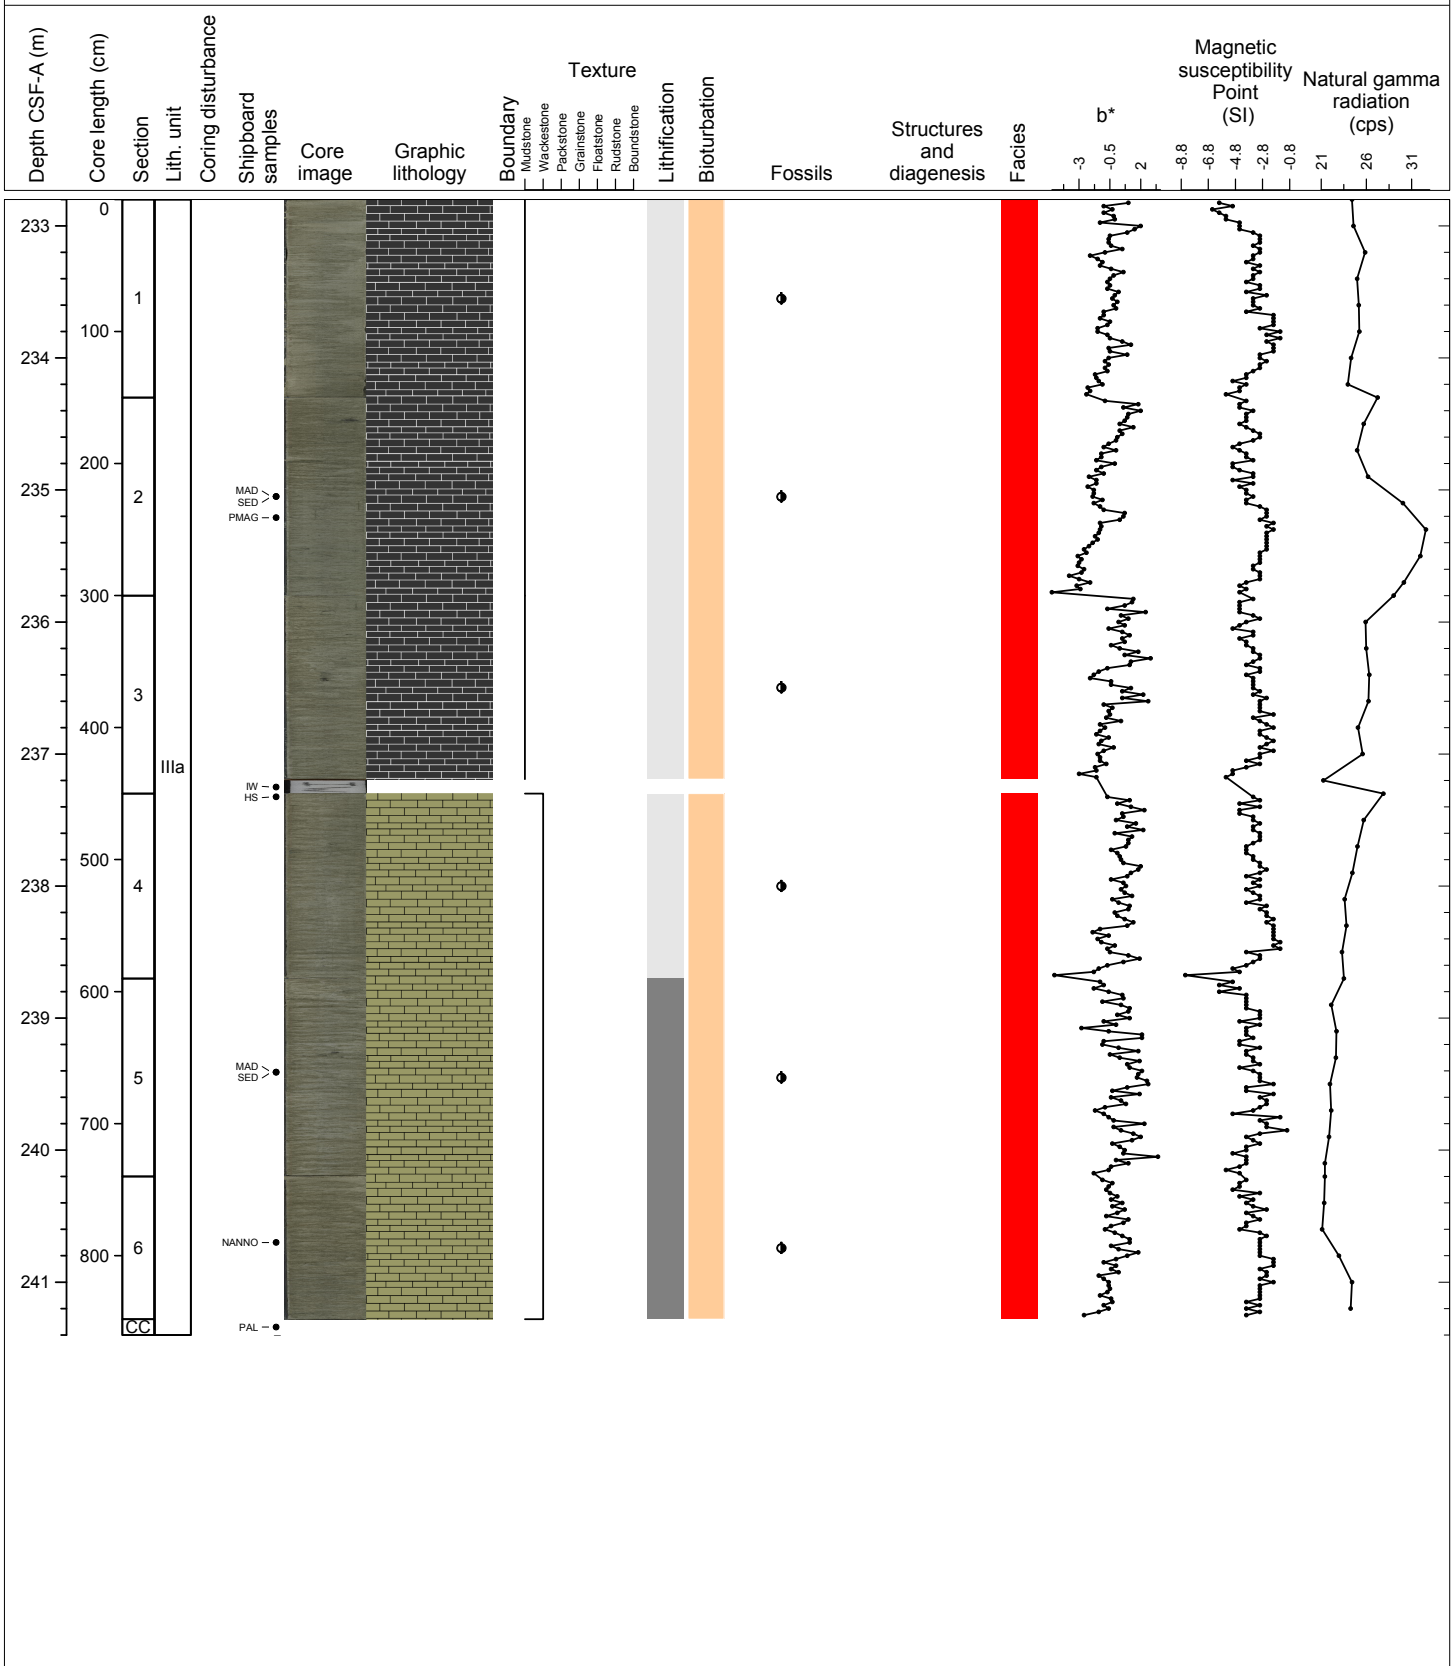 Depth CSF-A (m)
Core length (cm)
Section
Lith. unit
Coring disturbance
Shipboard
samples
Core
image
Graphic
lithology
Boundary
Texture
Mudstone
Wackestone
Packstone
Grainstone
Floatstone
Rudstone
Boundstone
Lithification
Bioturbation
Fossils
Structures
and
diagenesis
Facies
b*
-3
-0.5
2
Magnetic
susceptibility
Point
(SI)
-8.8
-6.8
-4.8
-2.8
-0.8
Natural gamma
radiation
(cps)
21
26
31
233
234
235
236
237
238
239
240
241
0
100
200
300
400
500
600
700
800
1
2
3
4
5
6
CC
IIIa
MAD
SED
PMAG
IW
HS
MAD
SED
NANNO
PAL